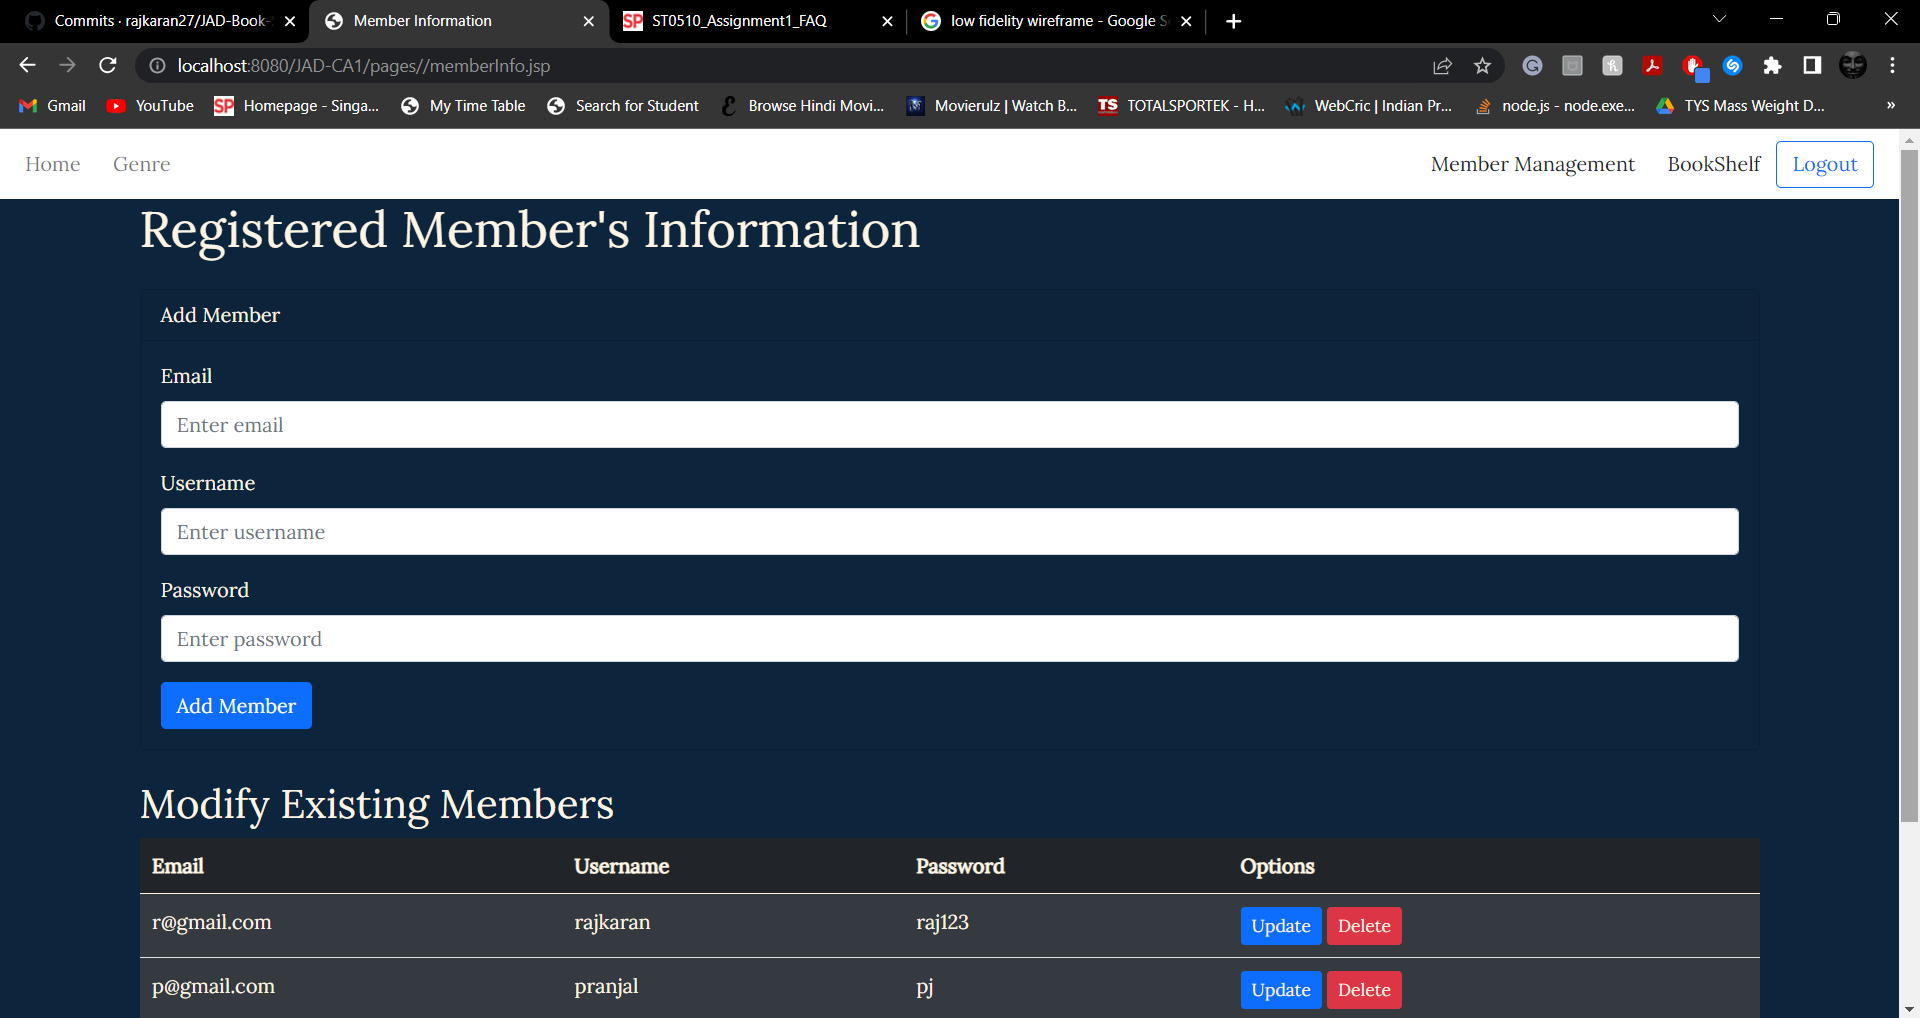 Commits · rajkaran27/JAD-Book- Member Information ST0510_Assignment1_FAQ low fidelity wireframe - Google S
localhost:8080/JAD-CA1/pages//memberInfo.jsp
Gmail YouTube Homepage - Singa... My Time Table Search for Student Browse Hindi Movi... Movierulz | Watch B... TOTALSPORTEK - H... WebCric | Indian Pr... node.js - node.exe... TYS Mass Weight D... »
Home Genre Member Management BookShelf Logout
Registered Member's Information
Add Member
Email
Enter email
Username
Enter username
Password
Enter password
Add Member
Modify Existing Members
Email Username Password Options
r@gmail.com rajkaran raj123 Update Delete
p@gmail.com pranjal pj Update Delete